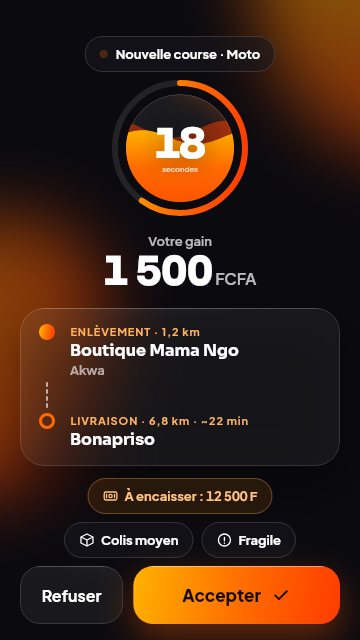 Nouvelle course · Moto
18
secondes
Votre gain
1 500 FCFA
ENLÈVEMENT · 1,2 km
Boutique Mama Ngo
Akwa
LIVRAISON · 6,8 km · ~22 min
Bonapriso
À encaisser : 12 500 F
Colis moyen
Fragile
Refuser
Accepter